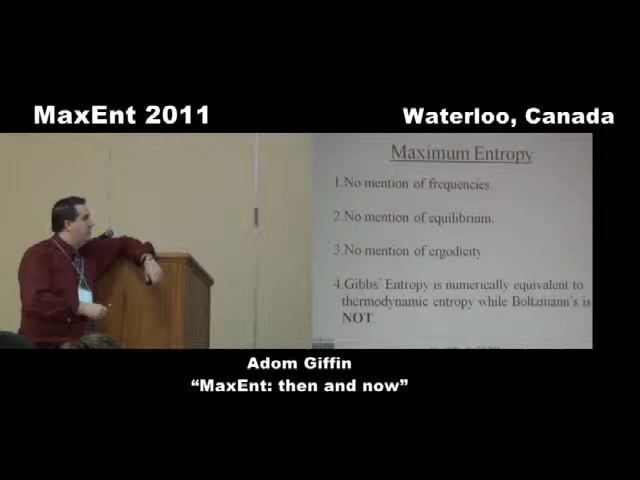 MaxEnt 2011
Waterloo, Canada
Maximum Entropy
1.No mention of frequencies.
2.No mention of equilibrium.
3.No mention of ergodicity
4.Gibbs' Entropy is numerically equivalent to
thermodynamic entropy while Boltzmann's is
NOT
Adom Giffin
“MaxEnt: then and now”